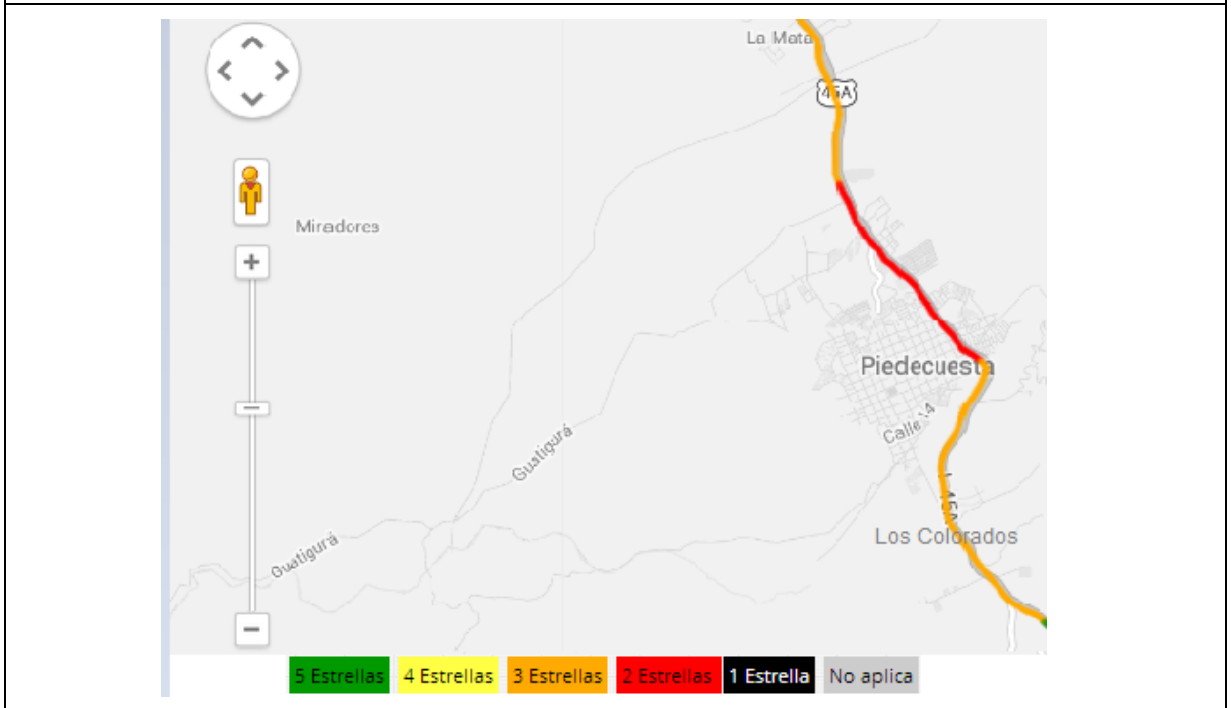 La Mata
45A
Miradores
Piedecuesta
Calle 4
Guatiguará
45A
Los Colorados
Guatiguará
5 Estrellas 4 Estrellas 3 Estrellas 2 Estrellas 1 Estrella No aplica